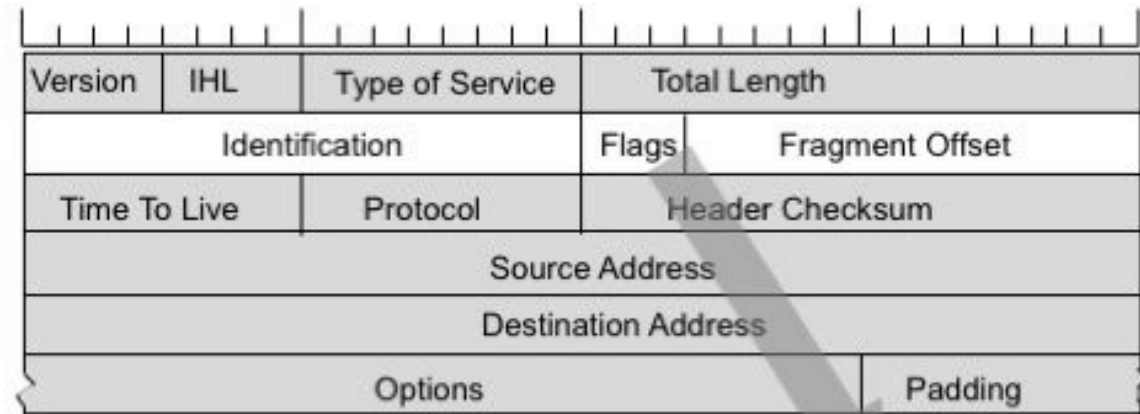 Version IHL Type of Service Total Length
Identification Flags Fragment Offset
Time To Live Protocol Header Checksum
Source Address
Destination Address
Options Padding